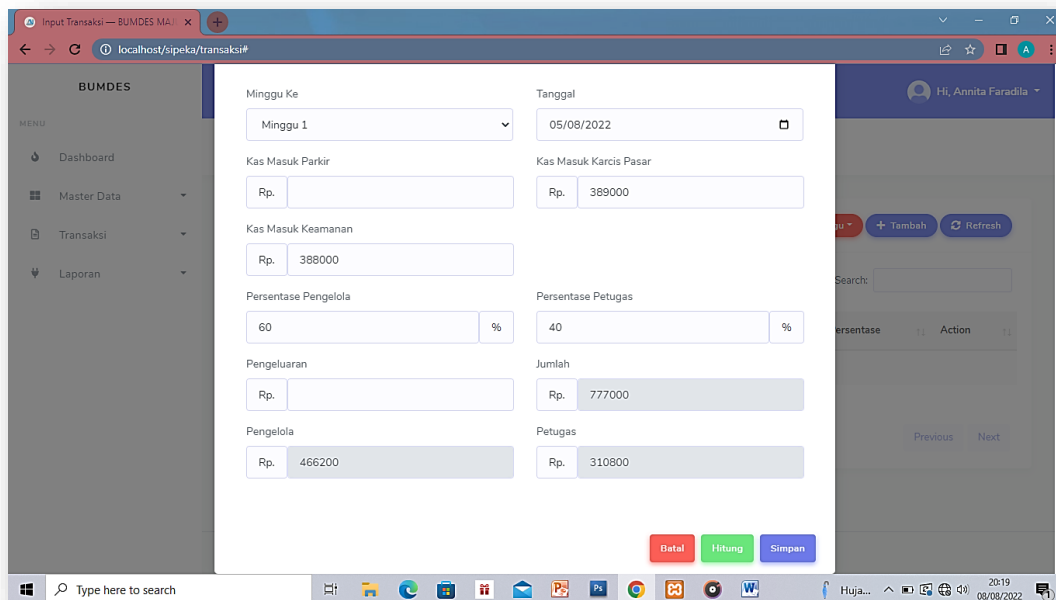 Input Transaksi — BUMDES MAJ
localhost/sipeka/transaksi#
BUMDES
Hi, Annita Faradila
MENU
Dashboard
Master Data
Transaksi
Laporan
Minggu Ke
Tanggal
Minggu 1
05/08/2022
Kas Masuk Parkir
Kas Masuk Karcis Pasar
Rp.
Rp. 389000
Kas Masuk Keamanan
Rp. 388000
Persentase Pengelola
Persentase Petugas
60 %
40 %
Pengeluaran
Jumlah
Rp.
Rp. 777000
Pengelola
Petugas
Rp. 466200
Rp. 310800
Batal Hitung Simpan
gu + Tambah Refresh
Search:
ersentase Action
Previous Next
Type here to search
Huja...
20:19
08/08/2022